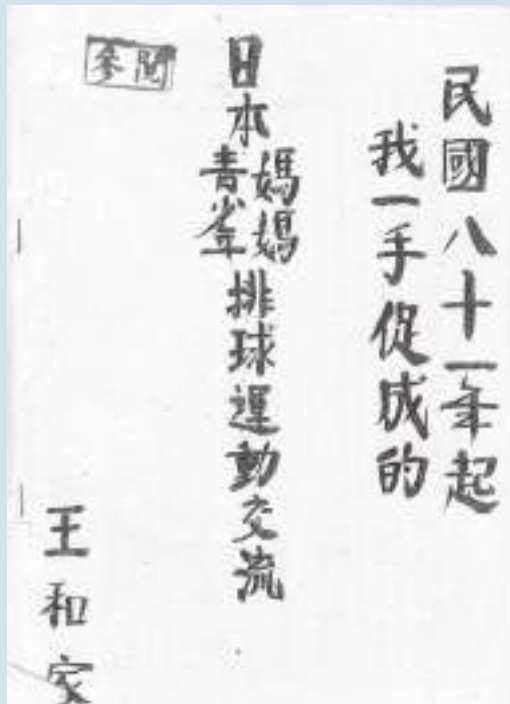 民國八十一年起
我一手促成的
日本媽媽青少年排球運動交流
參閱
王和家